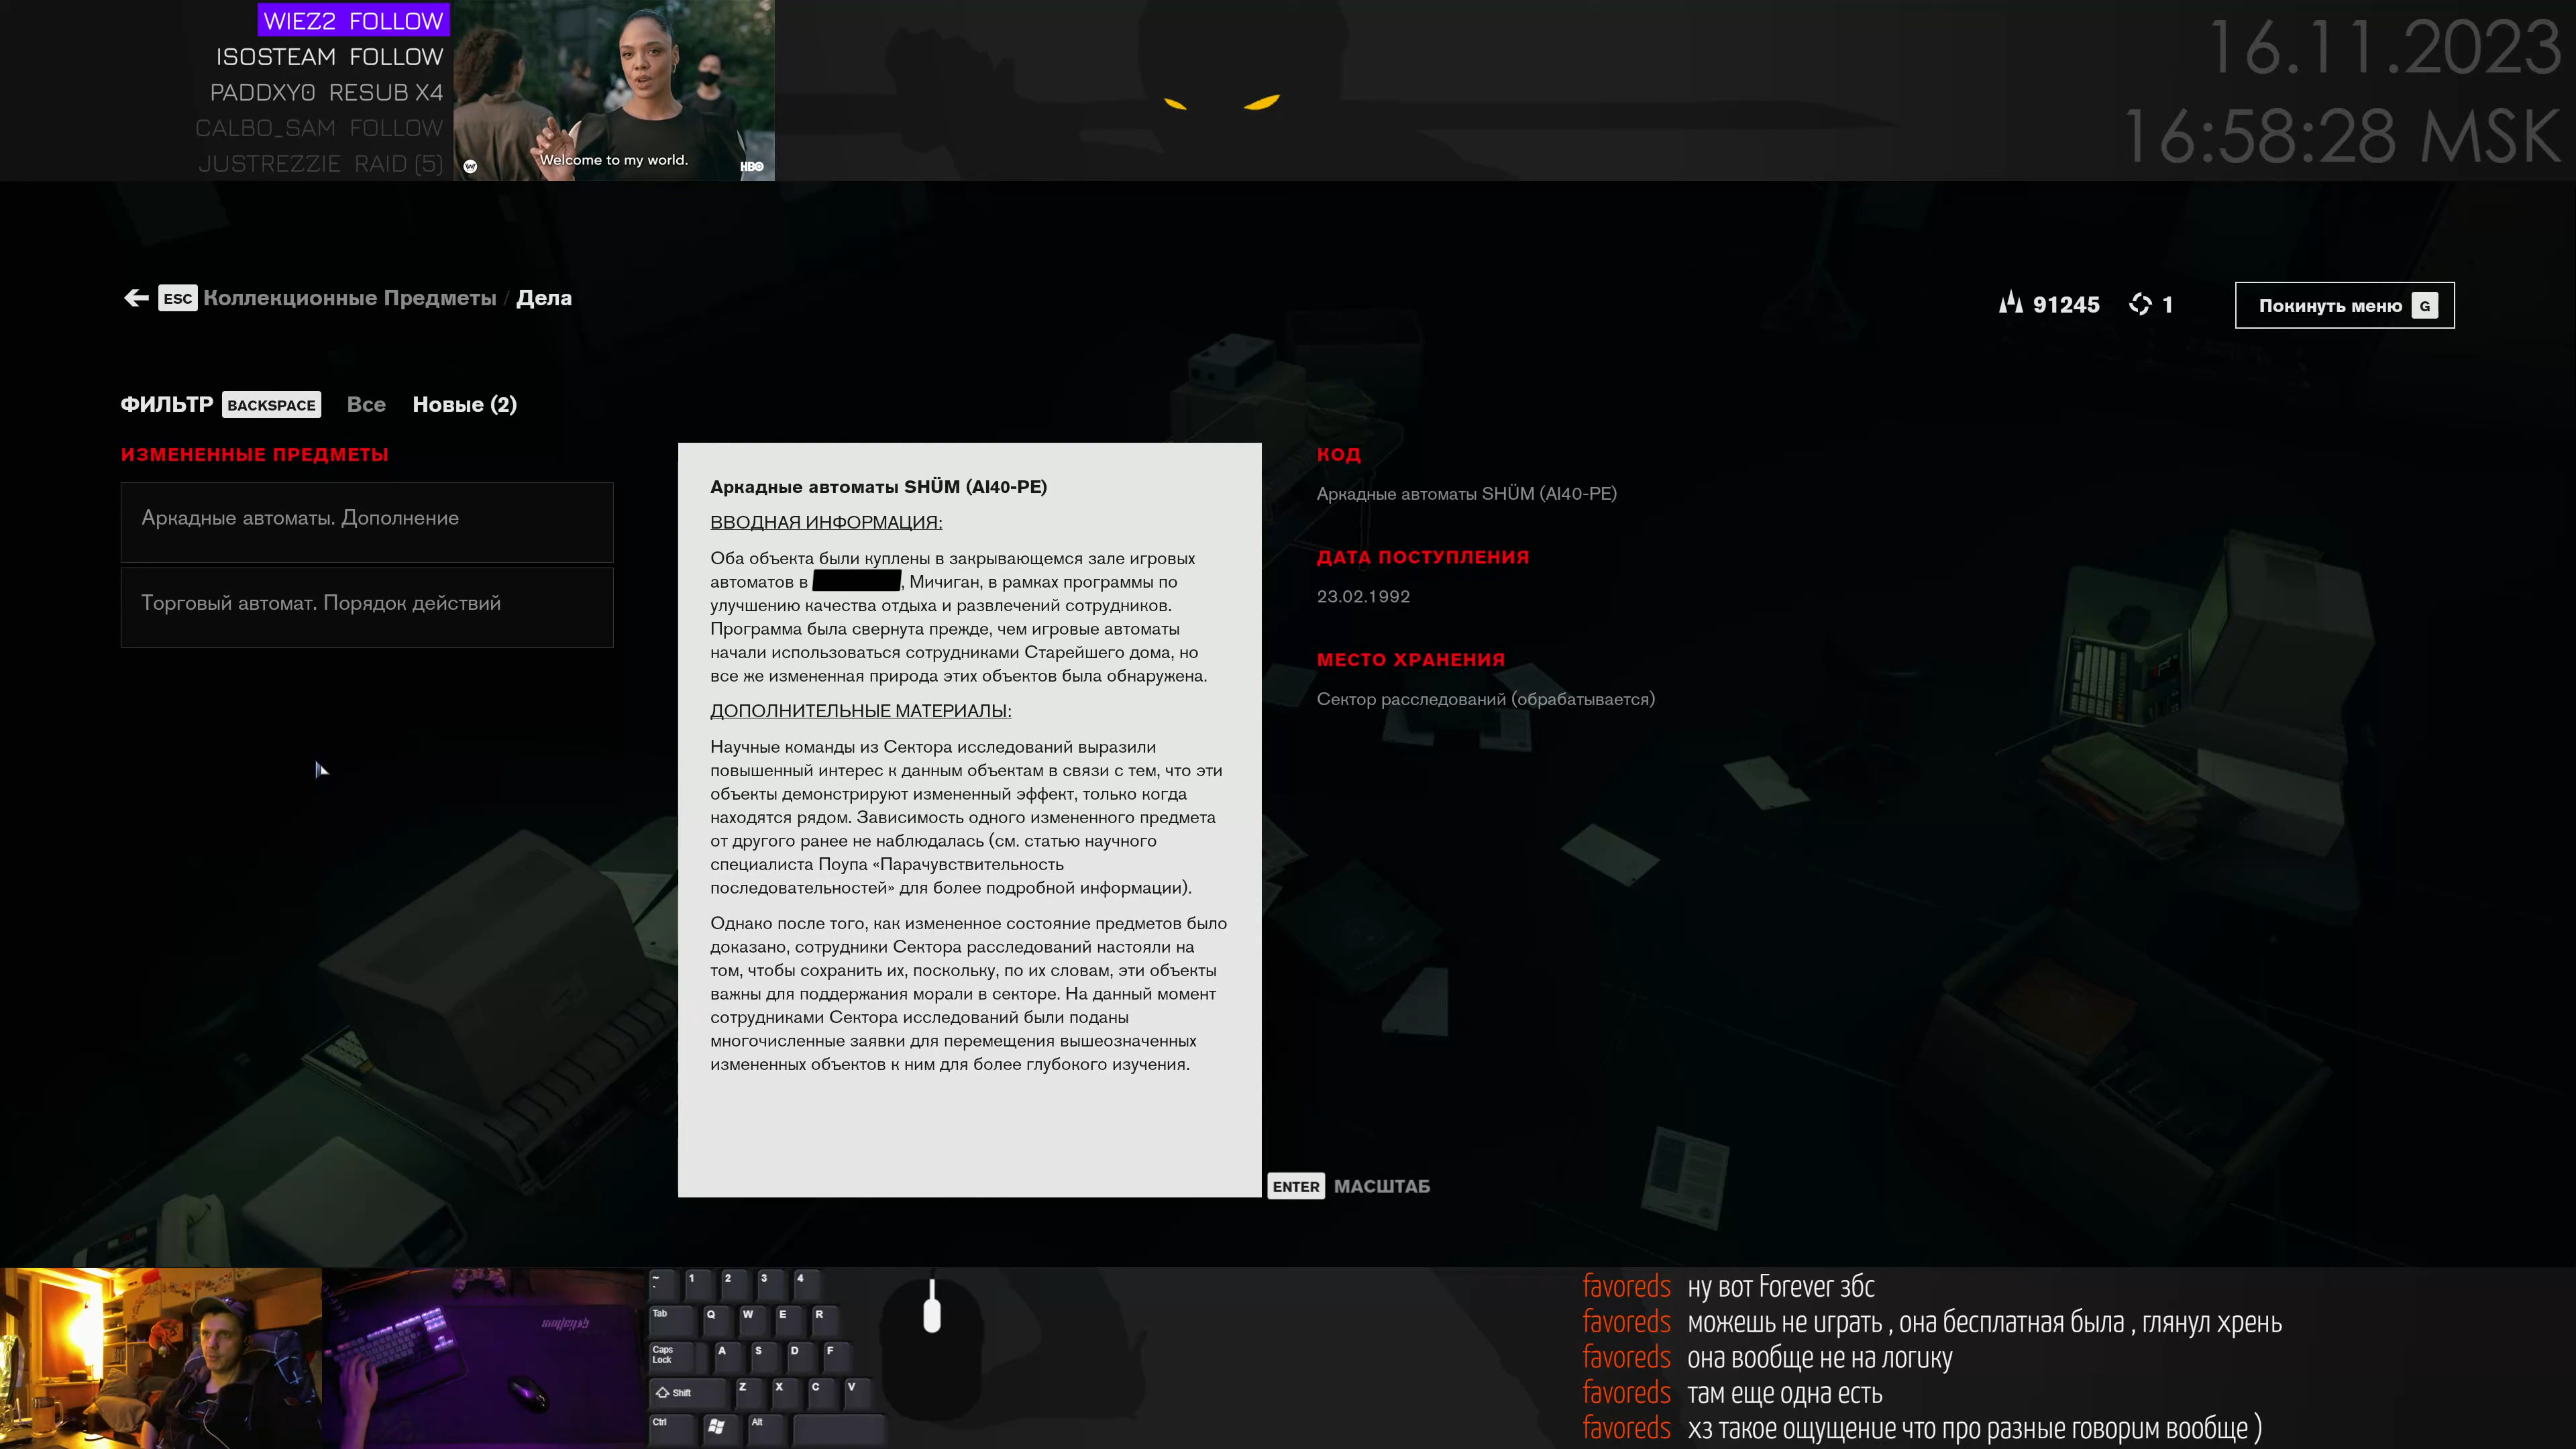 WIEZ2 FOLLOW
ISOSTEAM FOLLOW
PADDXY0 RESUB X4
CALBO_SAM FOLLOW
JUSTREZZIE RAID (5)
Welcome to my world.
HBO
16.11.2023
16:58:28 MSK
ESC Коллекционные Предметы / Дела
91245 1
Покинуть меню G
ФИЛЬТР BACKSPACE Все Новые (2)
ИЗМЕНЕННЫЕ ПРЕДМЕТЫ
Аркадные автоматы. Дополнение
Торговый автомат. Порядок действий
Аркадные автоматы SHÜM (AI40-PE)
ВВОДНАЯ ИНФОРМАЦИЯ:
Оба объекта были куплены в закрывающемся зале игровых
автоматов в , Мичиган, в рамках программы по
улучшению качества отдыха и развлечений сотрудников.
Программа была свернута прежде, чем игровые автоматы
начали использоваться сотрудниками Старейшего дома, но
все же измененная природа этих объектов была обнаружена.
ДОПОЛНИТЕЛЬНЫЕ МАТЕРИАЛЫ:
Научные команды из Сектора исследований выразили
повышенный интерес к данным объектам в связи с тем, что эти
объекты демонстрируют измененный эффект, только когда
находятся рядом. Зависимость одного измененного предмета
от другого ранее не наблюдалась (см. статью научного
специалиста Поупа «Парачувствительность
последовательностей» для более подробной информации).
Однако после того, как измененное состояние предметов было
доказано, сотрудники Сектора расследований настояли на
том, чтобы сохранить их, поскольку, по их словам, эти объекты
важны для поддержания морали в секторе. На данный момент
сотрудниками Сектора исследований были поданы
многочисленные заявки для перемещения вышеозначенных
измененных объектов к ним для более глубокого изучения.
КОД
Аркадные автоматы SHÜM (AI40-PE)
ДАТА ПОСТУПЛЕНИЯ
23.02.1992
МЕСТО ХРАНЕНИЯ
Сектор расследований (обрабатывается)
ENTER МАСШТАБ
~ 1 2 3 4
Tab Q W E R
Caps Lock A S D F
Shift Z X C V
Ctrl Alt
favoreds ну вот Forever збс
favoreds можешь не играть , она бесплатная была , глянул хрень
favoreds она вообще не на логику
favoreds там еще одна есть
favoreds хз такое ощущение что про разные говорим вообще )